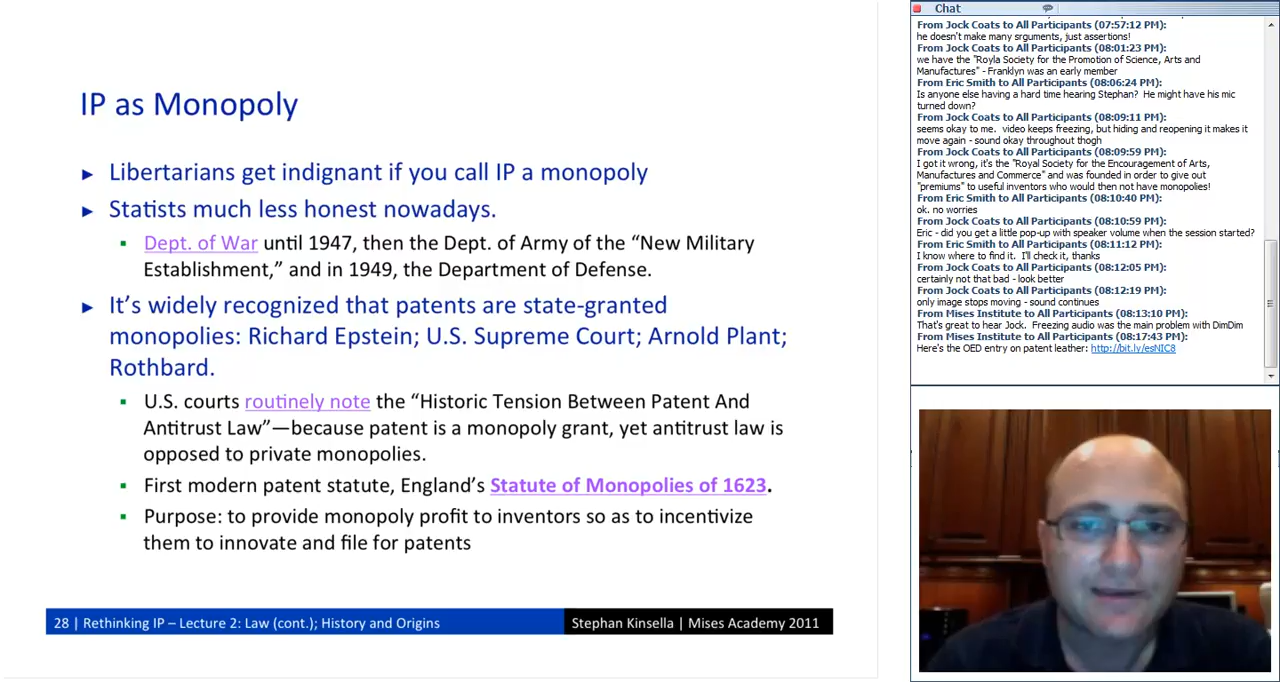 IP as Monopoly
► Libertarians get indignant if you call IP a monopoly
► Statists much less honest nowadays.
▪ Dept. of War until 1947, then the Dept. of Army of the “New Military
Establishment,” and in 1949, the Department of Defense.
► It’s widely recognized that patents are state-granted
monopolies: Richard Epstein; U.S. Supreme Court; Arnold Plant;
Rothbard.
▪ U.S. courts routinely note the “Historic Tension Between Patent And
Antitrust Law”—because patent is a monopoly grant, yet antitrust law is
opposed to private monopolies.
▪ First modern patent statute, England’s Statute of Monopolies of 1623.
▪ Purpose: to provide monopoly profit to inventors so as to incentivize
them to innovate and file for patents
28 | Rethinking IP – Lecture 2: Law (cont.); History and Origins
Stephan Kinsella | Mises Academy 2011
Chat
From Jock Coats to All Participants (07:57:12 PM):
he doesn't make many srguments, just assertions!
From Jock Coats to All Participants (08:01:23 PM):
we have the "Royla Society for the Promotion of Science, Arts and
Manufactures" - Franklyn was an early member
From Eric Smith to All Participants (08:06:24 PM):
Is anyone else having a hard time hearing Stephan? He might have his mic
turned down?
From Jock Coats to All Participants (08:09:11 PM):
seems okay to me. video keeps freezing, but hiding and reopening it makes it
move again - sound okay throughout thogh
From Jock Coats to All Participants (08:09:59 PM):
I got it wrong, it's the "Royal Society for the Encouragement of Arts,
Manufactures and Commerce" and was founded in order to give out
"premiums" to useful inventors who would then not have monopolies!
From Eric Smith to All Participants (08:10:40 PM):
ok. no worries
From Jock Coats to All Participants (08:10:59 PM):
Eric - did you get a little pop-up with speaker volume when the session started?
From Eric Smith to All Participants (08:11:12 PM):
I know where to find it. I'll check it, thanks
From Jock Coats to All Participants (08:12:05 PM):
certainly not that bad - look better
From Jock Coats to All Participants (08:12:19 PM):
only image stops moving - sound continues
From Mises Institute to All Participants (08:13:10 PM):
That's great to hear Jock. Freezing audio was the main problem with DimDim
From Mises Institute to All Participants (08:17:43 PM):
Here's the OED entry on patent leather: http://bit.ly/esNIC8